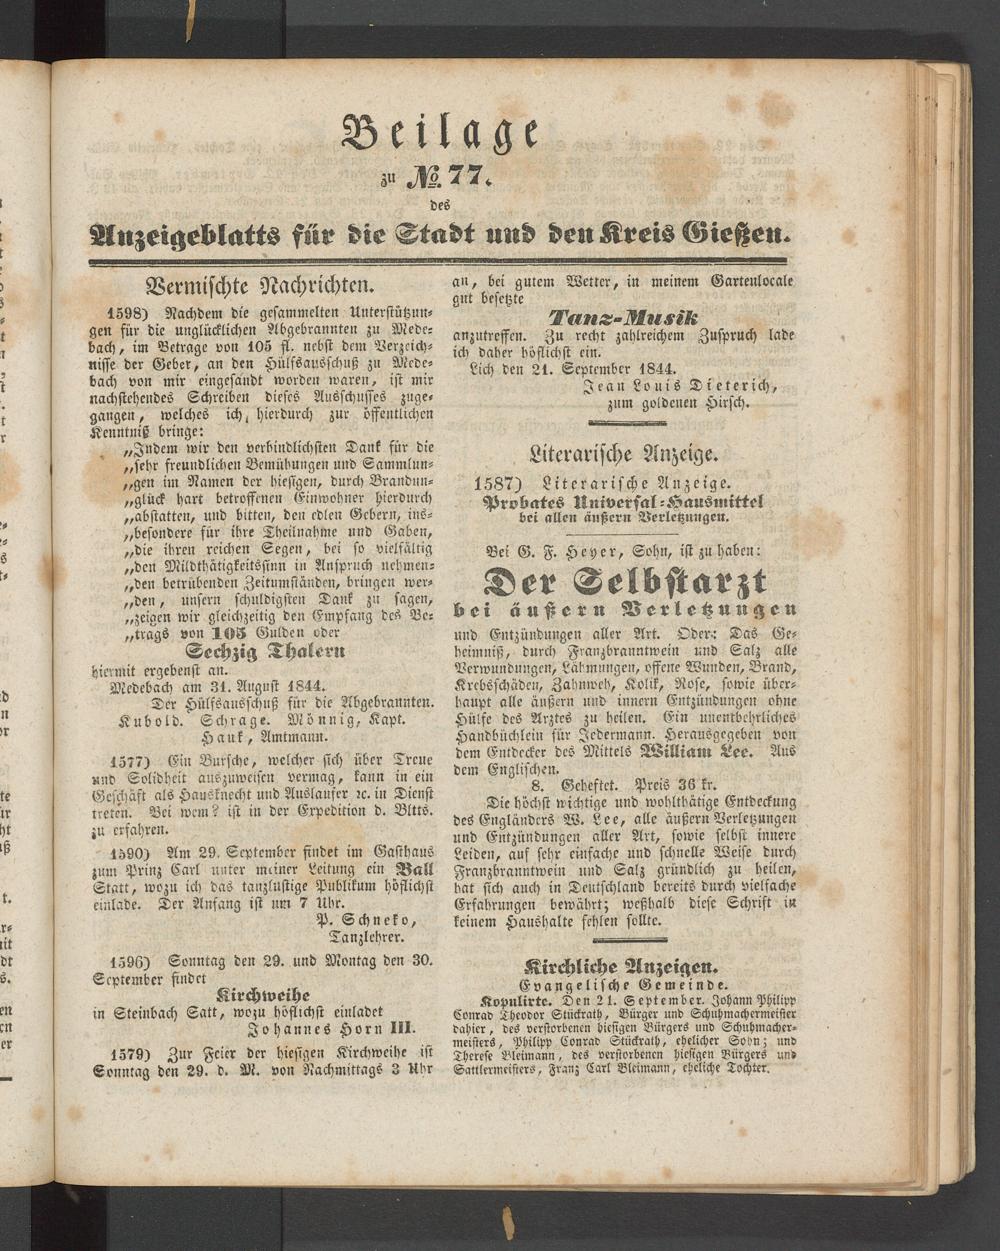 Beilage
zu No. 77.
des
Anzeigeblatts für die Stadt und den Kreis Gießen.
Vermischte Nachrichten.
1598) Nachdem die gesammelten Unterstützun-
gen für die unglücklichen Abgebrannten zu Mede-
bach, im Betrage von 105 fl. nebst dem Verzeich-
nisse der Geber, an den Hülfsausschuß zu Mede-
bach von mir eingesandt worden waren, ist mir
nachstehendes Schreiben dieses Ausschusses zuge-
gangen, welches ich, hierdurch zur öffentlichen
Kenntniß bringe:
„Indem wir den verbindlichsten Dank für die
„sehr freundlichen Bemühungen und Sammlun-
„gen im Namen der hiesigen, durch Brandun-
„glück hart betroffenen Einwohner hierdurch
„abstatten, und bitten, den edlen Gebern, ins-
„besondere für ihre Theilnahme und Gaben,
„die ihren reichen Segen, bei so vielfältig
„den Mildthätigkeitssinn in Anspruch nehmen-
„den betrübenden Zeitumständen, bringen wer-
„den, unsern schuldigsten Dank zu sagen,
„zeigen wir gleichzeitig den Empfang des Be-
„trags von 105 Gulden oder
Sechzig Thalern
hiermit ergebenst an.
Medebach am 31. August 1844.
Der Hülfsausschuß für die Abgebrannten.
Kubold. Schrage. Mönnig, Kapt.
Hauk, Amtmann.
1577) Ein Bursche, welcher sich über Treue
und Solidheit auszuweisen vermag, kann in ein
Geschäft als Hausknecht und Auslaufer ꝛc. in Dienst
treten. Bei wem? ist in der Expedition d. Bltts.
zu erfahren.
1590) Am 29. September findet im Gasthaus
zum Prinz Carl unter meiner Leitung ein Ball
Statt, wozu ich das tanzlustige Publikum höflichst
einlade. Der Anfang ist um 7 Uhr.
P. Schneko,
Tanzlehrer.
1596) Sonntag den 29. und Montag den 30.
September findet
Kirchweihe
in Steinbach Satt, wozu höflichst einladet
Johannes Horn III.
1579) Zur Feier der hiesigen Kirchweihe ist
Sonntag den 29. d. M. von Nachmittags 3 Uhr
an, bei gutem Wetter, in meinem Gartenlocale
gut besetzte
Tanz-Musik
anzutreffen. Zu recht zahlreichem Zuspruch lade
ich daher höflichst ein.
Lich den 21. September 1844.
Jean Louis Dieterich,
zum goldenen Hirsch.
Literarische Anzeige.
1587) Literarische Anzeige.
Probates Universal-Hausmittel
bei allen äußern Verletzungen.
Bei G. F. Heyer, Sohn, ist zu haben:
Der Selbstarzt
bei äußern Verletzungen
und Entzündungen aller Art. Oder: Das Ge-
heimniß, durch Franzbranntwein und Salz alle
Verwundungen, Lähmungen, offene Wunden, Brand,
Krebsschäden, Zahnweh, Kolik, Rose, sowie über-
haupt alle äußern und innern Entzündungen ohne
Hülfe des Arztes zu heilen. Ein unentbehrliches
Handbüchlein für Jedermann. Herausgegeben von
dem Entdecker des Mittels William Lee. Aus
dem Englischen.
8. Geheftet. Preis 36 kr.
Die höchst wichtige und wohlthätige Entdeckung
des Engländers W. Lee, alle äußern Verletzungen
und Entzündungen aller Art, sowie selbst innere
Leiden, auf sehr einfache und schnelle Weise durch
Franzbranntwein und Salz gründlich zu heilen,
hat sich auch in Deutschland bereits durch vielfache
Erfahrungen bewährt; weßhalb diese Schrift in
keinem Haushalte fehlen sollte.
Kirchliche Anzeigen.
Evangelische Gemeinde.
Kopulirte. Den 21. September. Johann Philipp
Conrad Theodor Stückrath, Bürger und Schuhmachermeister
dahier, des verstorbenen hiesigen Bürgers und Schuhmacher-
meisters, Philipp Conrad Stückrath, ehelicher Sohn; und
Therese Bleimann, des verstorbenen hiesigen Bürgers und
Sattlermeisters, Franz Carl Bleimann, eheliche Tochter.